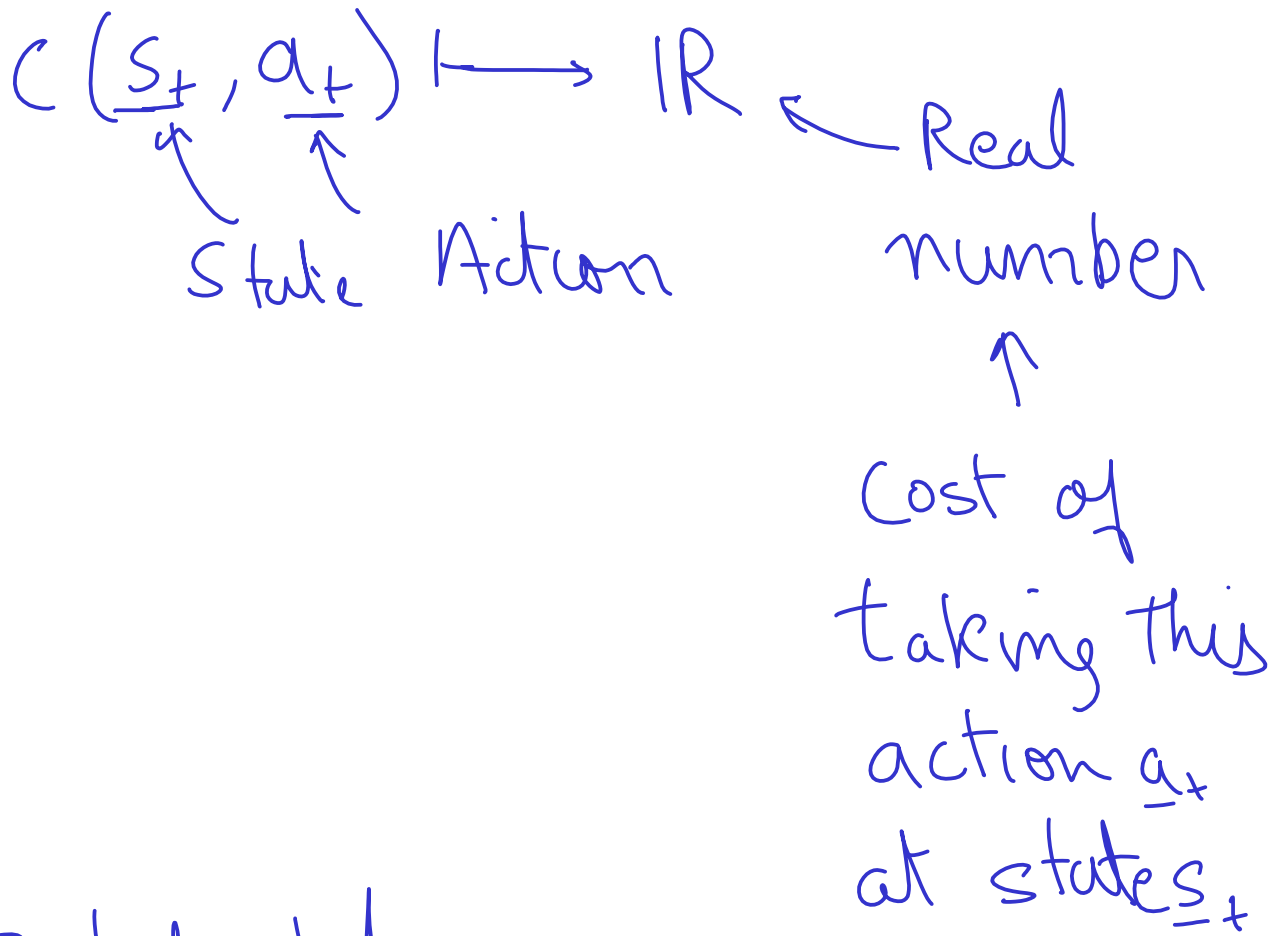 C(s_t, a_t) ↦ ℝ
Real
State Action
number
Cost of
taking this
action a_t
at state s_t